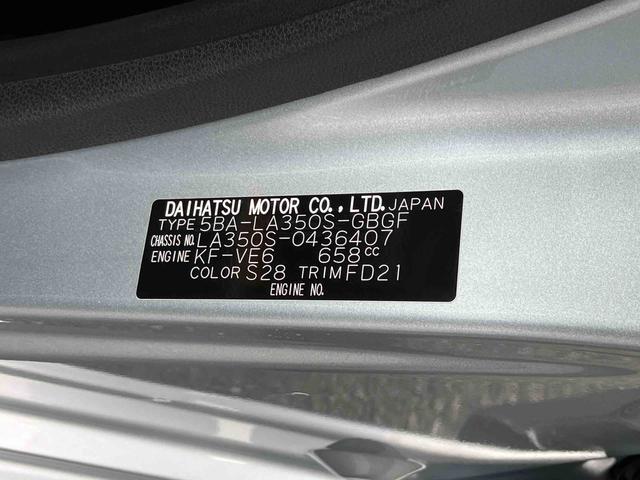 DAIHATSU MOTOR CO., LTD. JAPAN
TYPE 5BA-LA350S-GBGF
CHASSIS NO. LA350S-0436407
ENGINE KF-VE6 658cc
COLOR S28 TRIM FD21
ENGINE NO.